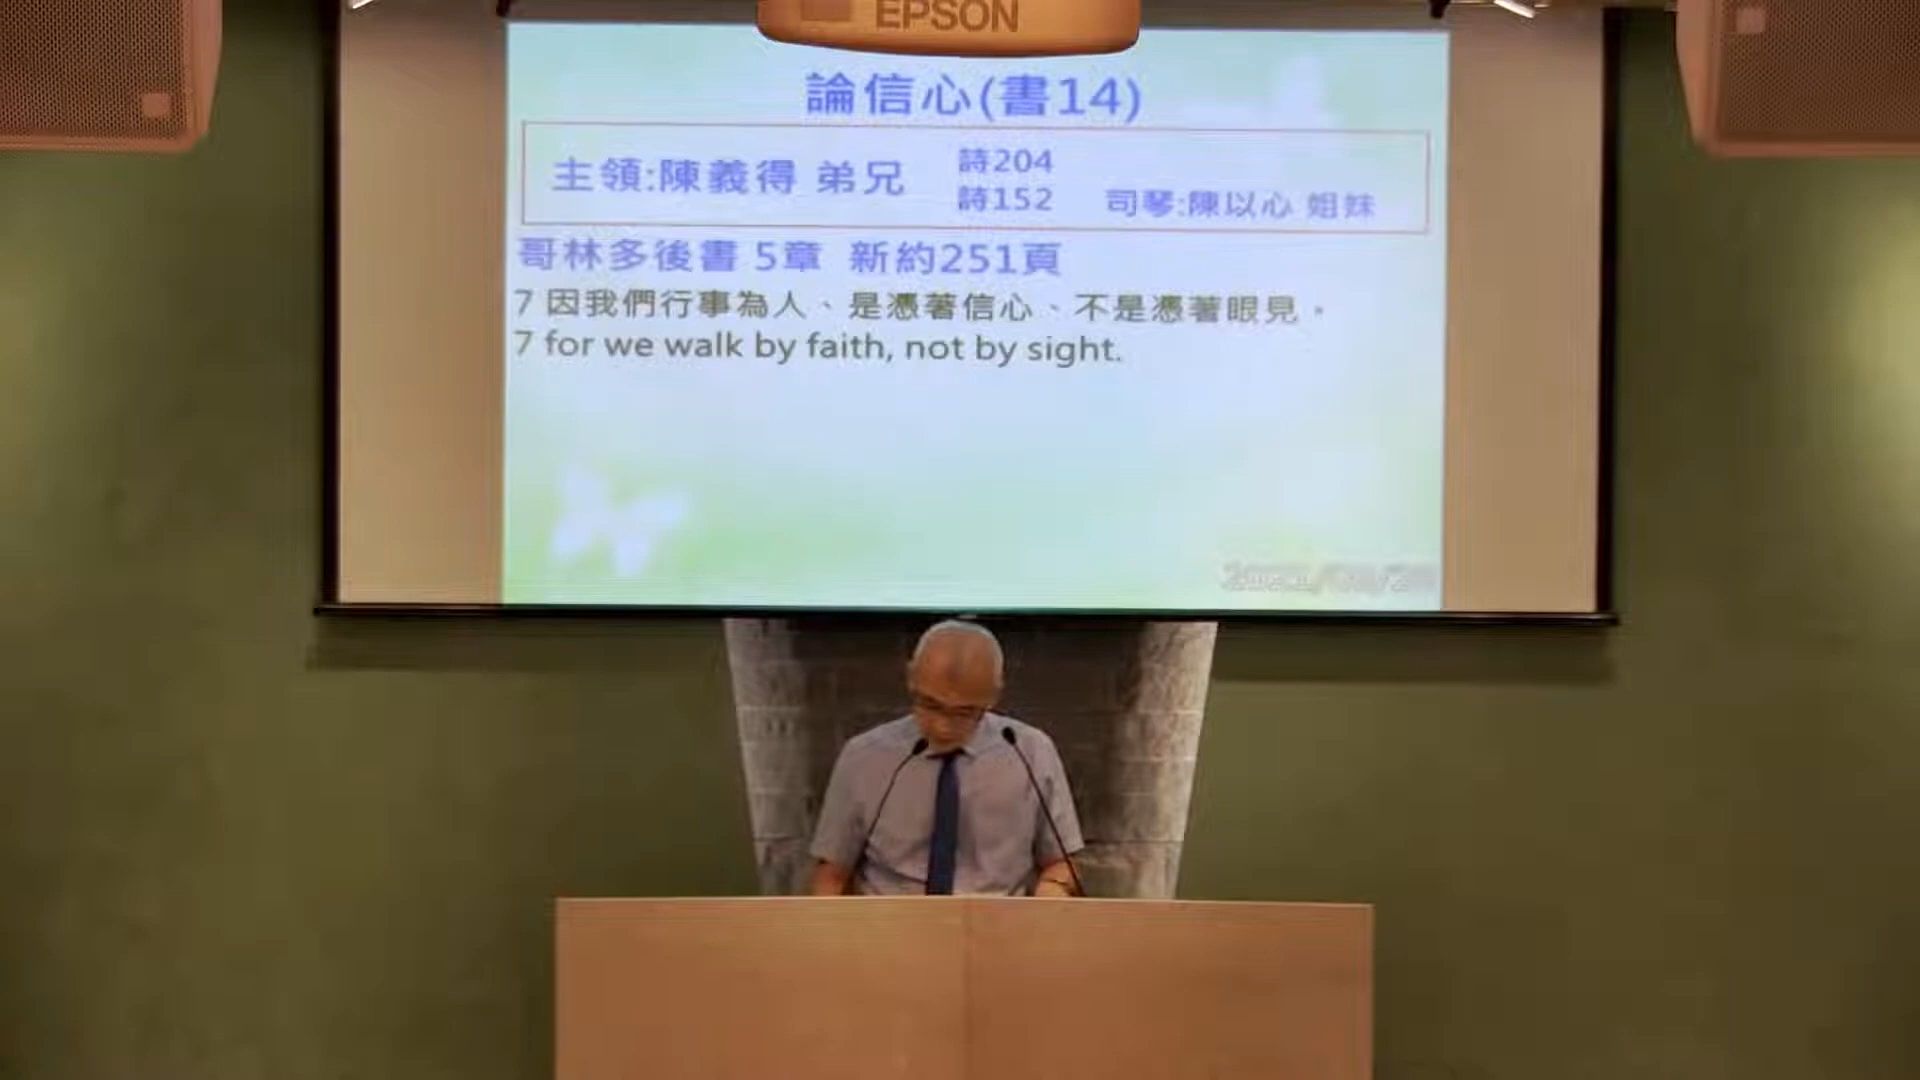 EPSON
論信心(書14)
主領:陳義得 弟兄
詩204
詩152
司琴:陳以心 姐妹
哥林多後書 5章 新約251頁
7 因我們行事為人、是憑著信心、不是憑著眼見。
7 for we walk by faith, not by sight.